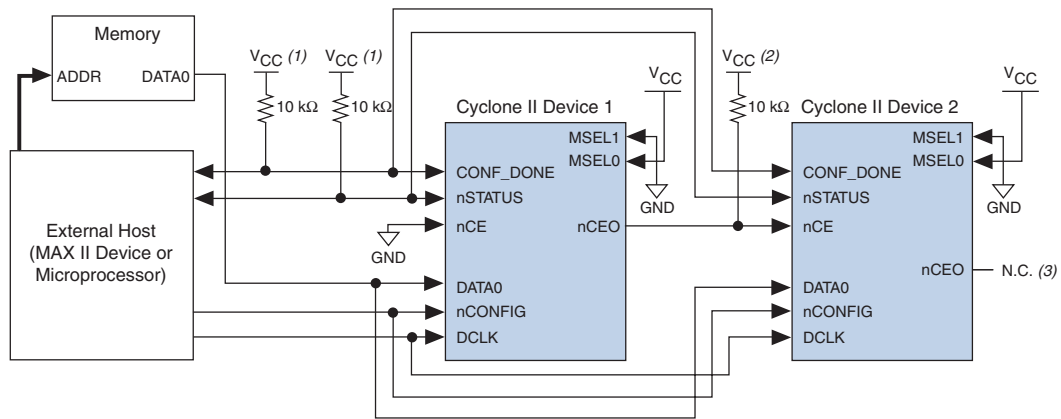 Memory
ADDR
DATA0
VCC (1)
10 kΩ
VCC (1)
10 kΩ
External Host
(MAX II Device or
Microprocessor)
Cyclone II Device 1
MSEL1
MSEL0
CONF_DONE
nSTATUS
nCE
nCEO
DATA0
nCONFIG
DCLK
GND
VCC
GND
VCC (2)
10 kΩ
Cyclone II Device 2
MSEL1
MSEL0
CONF_DONE
nSTATUS
nCE
nCEO
DATA0
nCONFIG
DCLK
VCC
GND
N.C. (3)